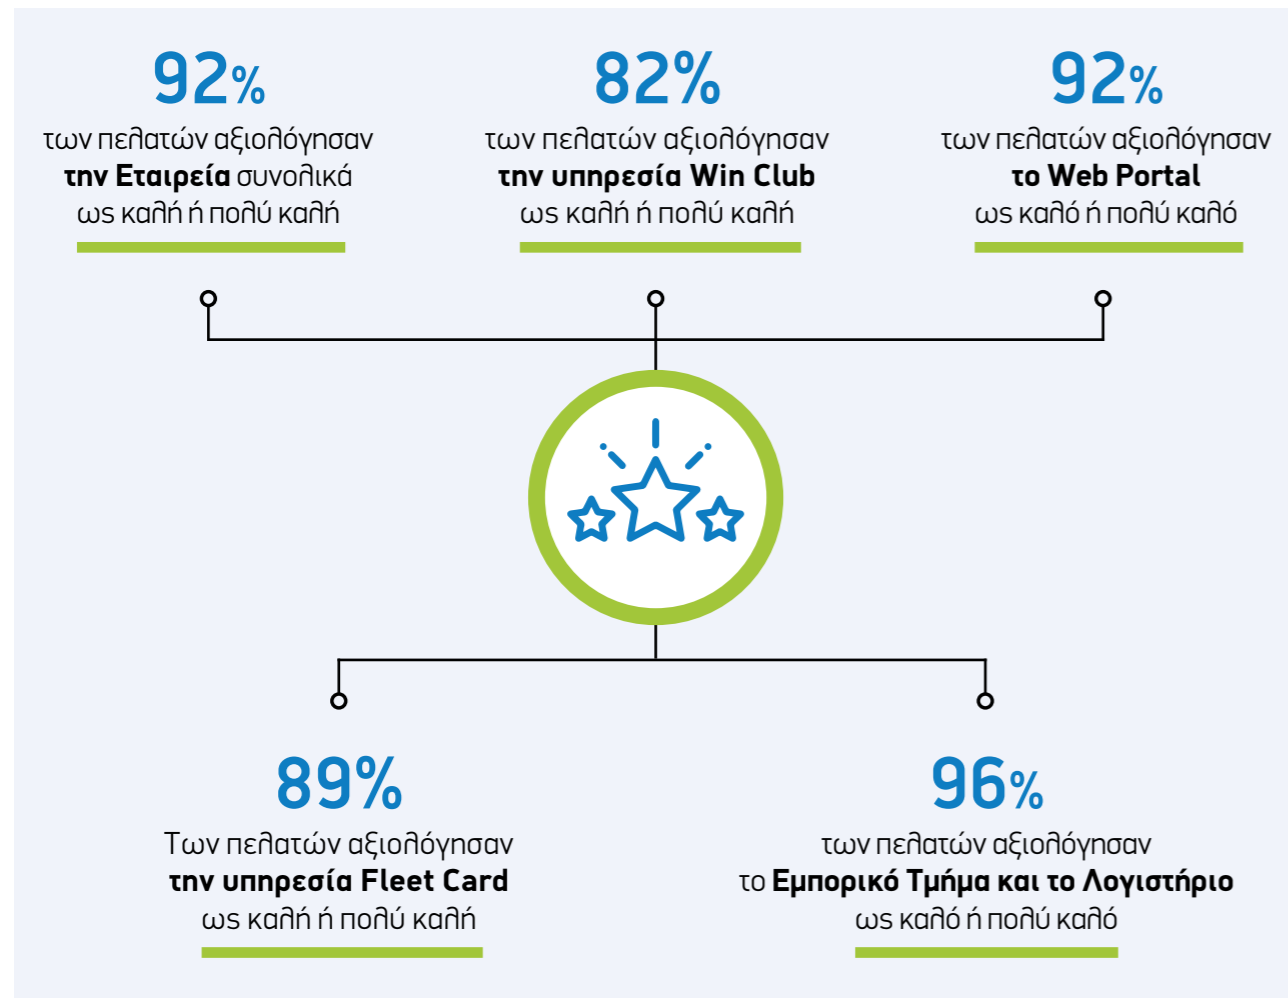 92%
των πελατών αξιολόγησαν
την Εταιρεία συνολικά
ως καλή ή πολύ καλή
82%
των πελατών αξιολόγησαν
την υπηρεσία Win Club
ως καλή ή πολύ καλή
92%
των πελατών αξιολόγησαν
το Web Portal
ως καλό ή πολύ καλό
89%
Των πελατών αξιολόγησαν
την υπηρεσία Fleet Card
ως καλή ή πολύ καλή
96%
των πελατών αξιολόγησαν
το Εμπορικό Τμήμα και το Λογιστήριο
ως καλό ή πολύ καλό